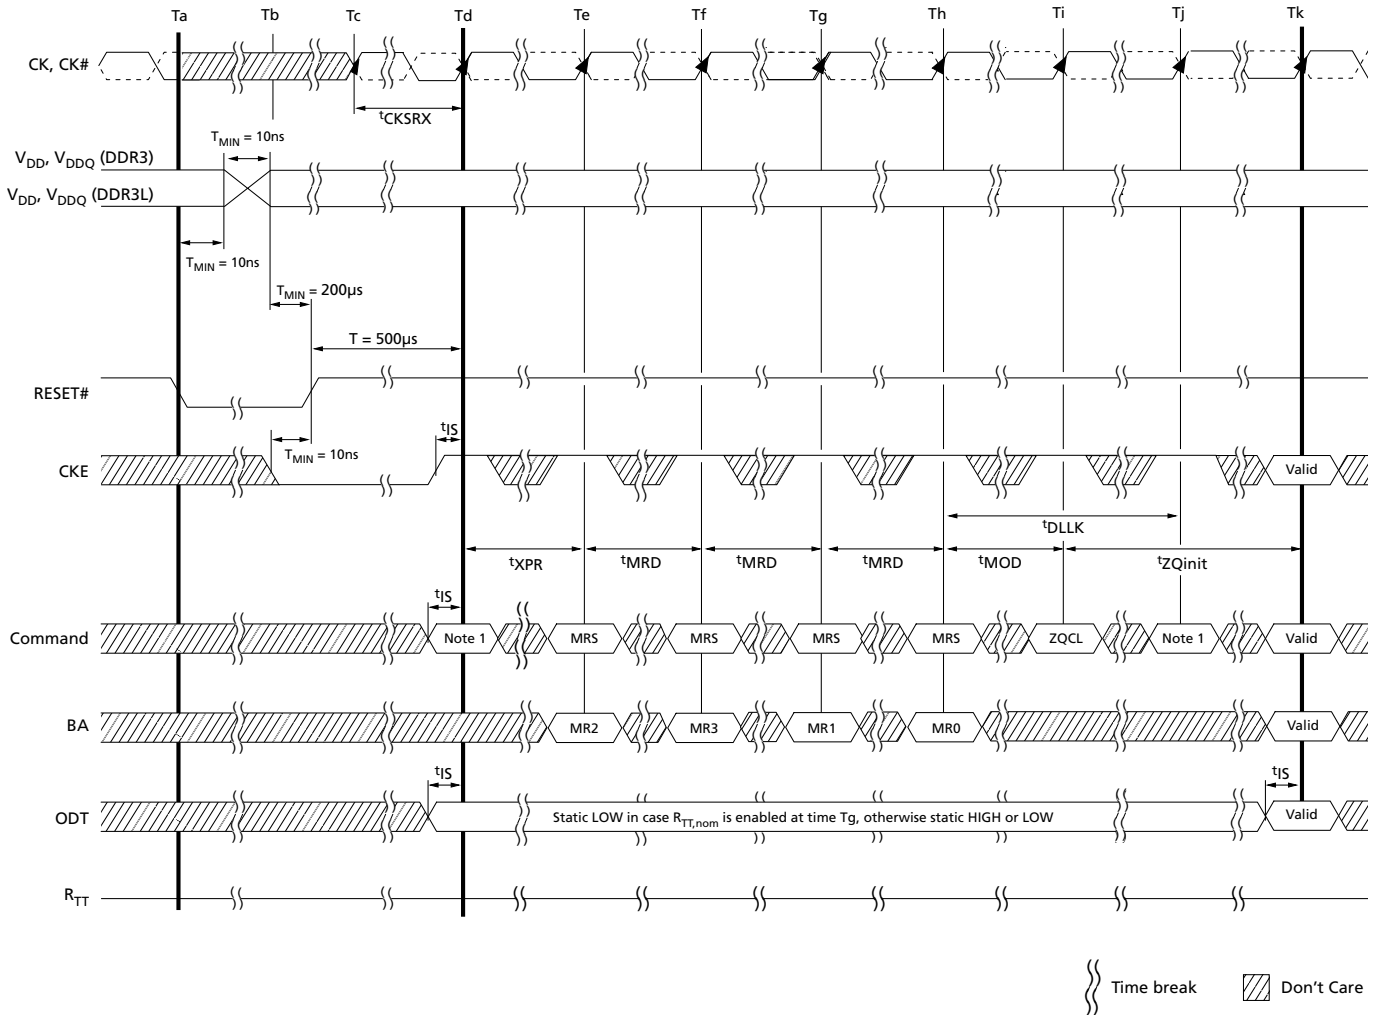 Ta Tb Tc Td Te Tf Tg Th Ti Tj Tk
CK, CK#
tCKSRX
TMIN = 10ns
VDD, VDDQ (DDR3)
VDD, VDDQ (DDR3L)
TMIN = 10ns
TMIN = 200µs
T = 500µs
RESET#
tIS
TMIN = 10ns
CKE Valid
tDLLK
tXPR tMRD tMRD tMRD tMOD tZQinit
tIS
Command Note 1 MRS MRS MRS MRS ZQCL Note 1 Valid
BA MR2 MR3 MR1 MR0 Valid
tIS tIS
ODT Static LOW in case RTT,nom is enabled at time Tg, otherwise static HIGH or LOW Valid
RTT
Time break Don't Care